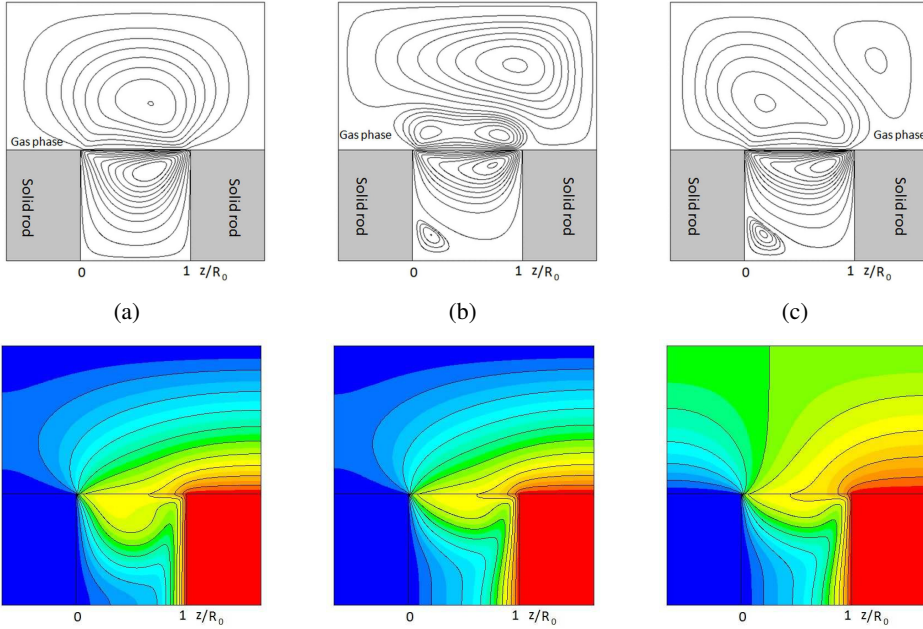 Gas phase
Solid rod
Solid rod
0 1 z/R₀
(a)
Gas phase
Solid rod
Solid rod
0 1 z/R₀
(b)
Gas phase
Solid rod
Solid rod
0 1 z/R₀
(c)
0 1 z/R₀
0 1 z/R₀
0 1 z/R₀